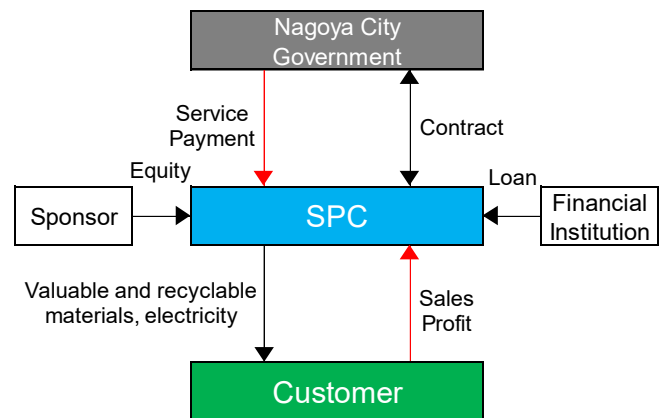 Nagoya City
Government
Service
Payment
Contract
Equity
Loan
Sponsor
SPC
Financial
Institution
Valuable and recyclable
materials, electricity
Sales
Profit
Customer